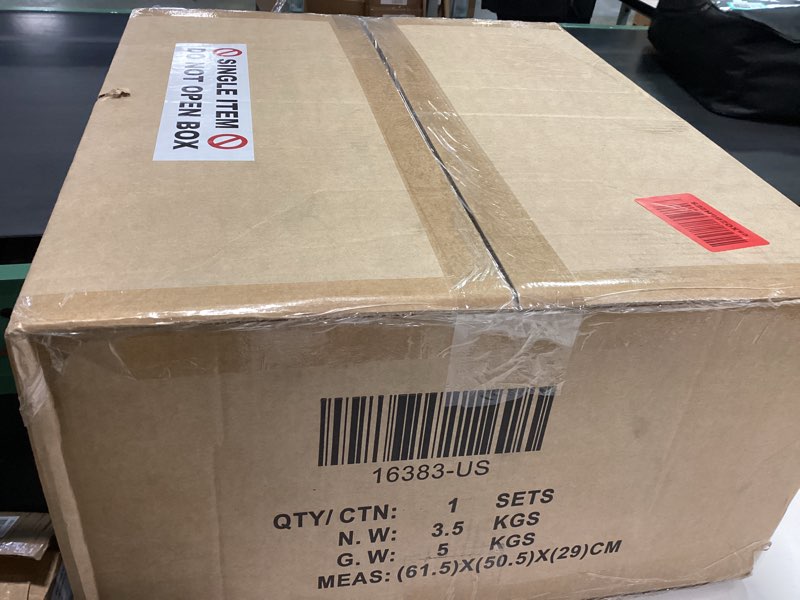 SINGLE ITEM
DO NOT OPEN BOX
16383-US
QTY/ CTN: 1 SETS
N. W: 3.5 KGS
G. W: 5 KGS
MEAS: (61.5)X(50.5)X(29)CM